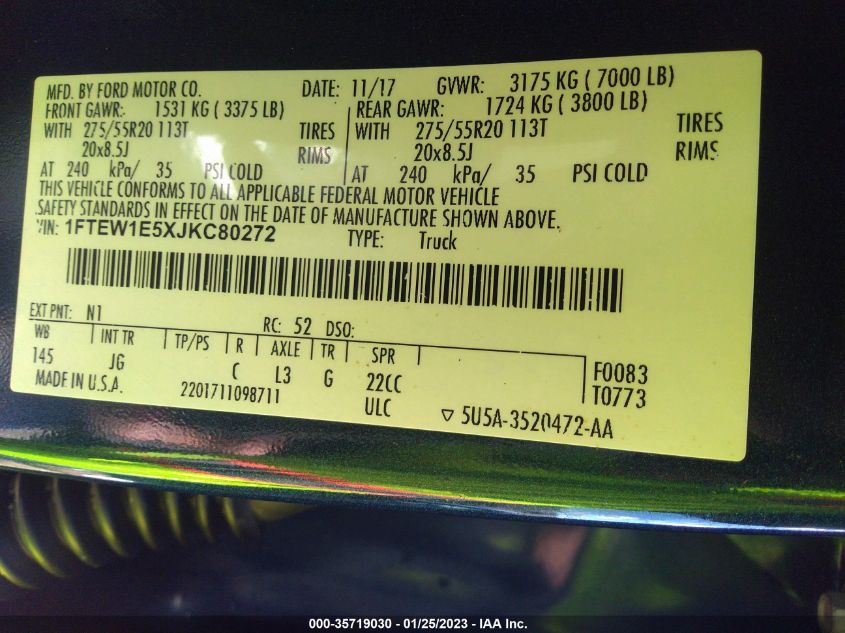 MFD. BY FORD MOTOR CO. DATE: 11/17 GVWR: 3175 KG ( 7000 LB)
FRONT GAWR: 1531 KG ( 3375 LB) REAR GAWR: 1724 KG ( 3800 LB)
WITH 275/55R20 113T TIRES WITH 275/55R20 113T TIRES
20x8.5J RIMS 20x8.5J RIMS
AT 240 kPa/ 35 PSI COLD AT 240 kPa/ 35 PSI COLD
THIS VEHICLE CONFORMS TO ALL APPLICABLE FEDERAL MOTOR VEHICLE
SAFETY STANDARDS IN EFFECT ON THE DATE OF MANUFACTURE SHOWN ABOVE.
VIN: 1FTEW1E5XJKC80272 TYPE: Truck
EXT PNT: N1 RC: 52 DSO:
WB INT TR TP/PS R AXLE TR SPR
145 JG C L3 G 22CC F0083
MADE IN U.S.A. 2201711098711 ULC T0773
▽ 5U5A-3520472-AA
000-35719030 - 01/25/2023 - IAA Inc.